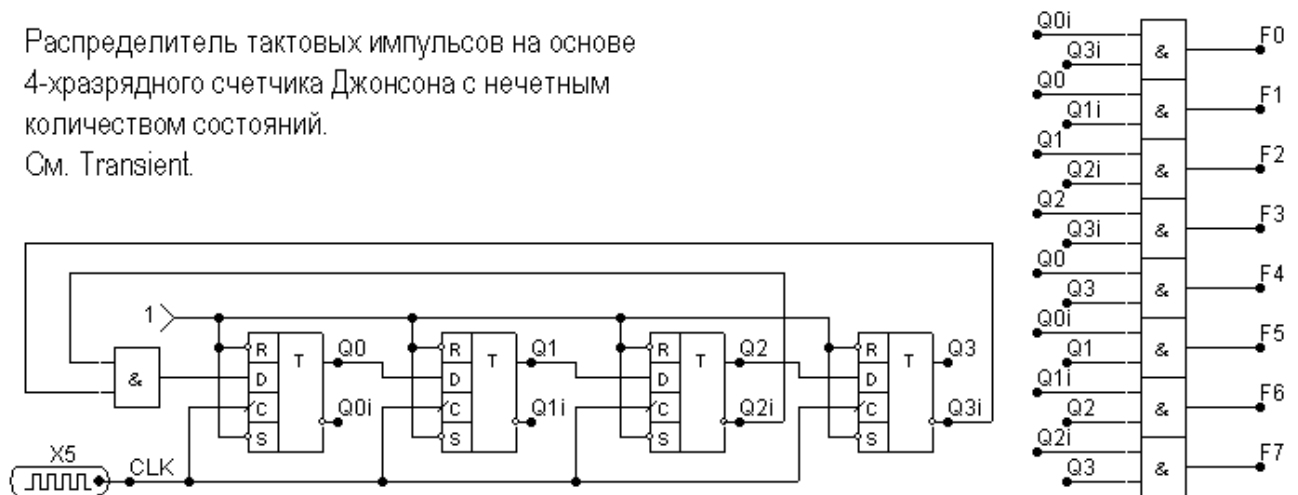 Распределитель тактовых импульсов на основе
4-хразрядного счетчика Джонсона с нечетным
количеством состояний.
См. Transient.
1
&
R T Q0
D
C Q0i
S
R T Q1
D
C Q1i
S
R T Q2
D
C Q2i
S
R T Q3
D
C Q3i
S
X5
CLK
Q0i
Q3i & F0
Q0
Q1i & F1
Q1
Q2i & F2
Q2
Q3i & F3
Q0
Q3 & F4
Q0i
Q1 & F5
Q1i
Q2 & F6
Q2i
Q3 & F7